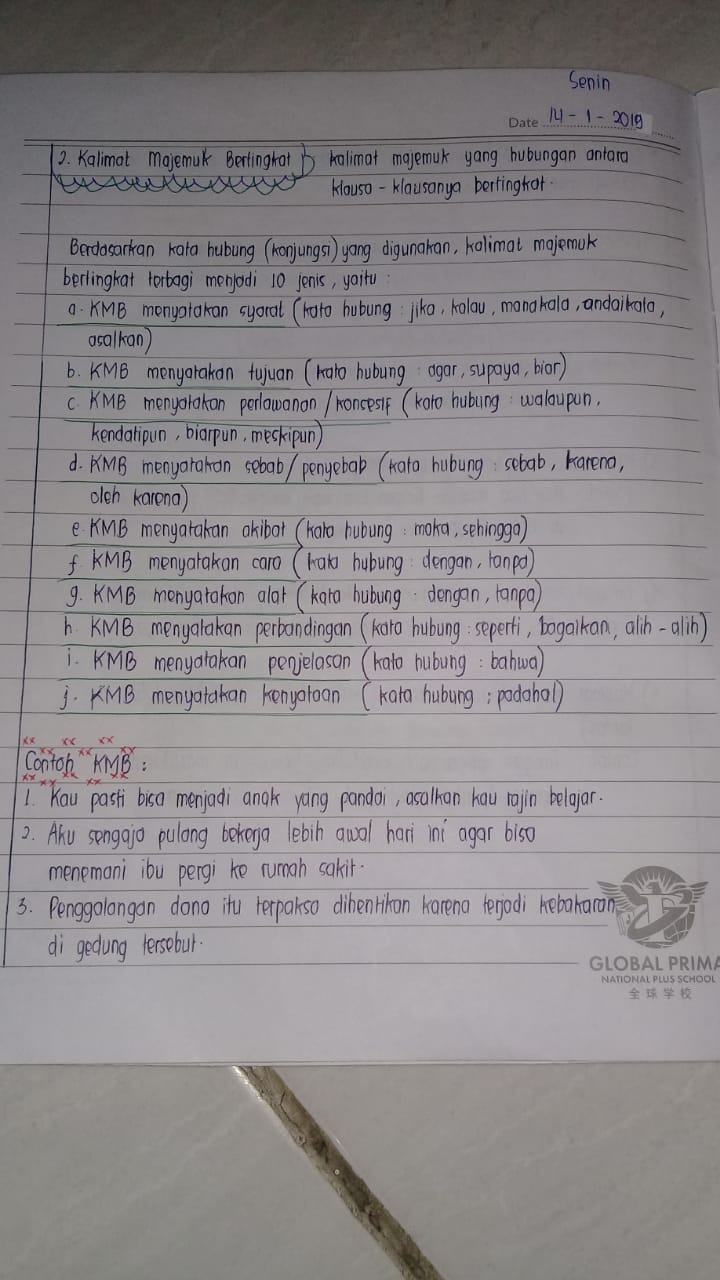 Senin
Date 14 - 1 - 2019
2. Kalimat Majemuk Bertingkat → kalimat majemuk yang hubungan antara
klausa - klausanya bertingkat.
Berdasarkan kata hubung (konjungsi) yang digunakan, kalimat majemuk
bertingkat terbagi menjadi 10 jenis, yaitu :
a. KMB menyatakan syarat (kata hubung : jika, kalau, manakala, andaikala,
asalkan)
b. KMB menyatakan tujuan (kata hubung : agar, supaya, biar)
c. KMB menyatakan perlawanan / konsesif (kata hubung : walaupun,
kendatipun, biarpun, meskipun)
d. KMB menyatakan sebab / penyebab (kata hubung : sebab, karena,
oleh karena)
e. KMB menyatakan akibat (kata hubung : maka, sehingga)
f. KMB menyatakan cara (kata hubung : dengan, tanpa)
g. KMB menyatakan alat (kata hubung : dengan, tanpa)
h. KMB menyatakan perbandingan (kata hubung : seperti, bagaikan, alih - alih)
i. KMB menyatakan penjelasan (kata hubung : bahwa)
j. KMB menyatakan kenyataan (kata hubung ; padahal)
Contoh KMB :
1. Kau pasti bisa menjadi anak yang pandai, asalkan kau rajin belajar.
2. Aku sengaja pulang bekerja lebih awal hari ini agar bisa
menemani ibu pergi ke rumah sakit.
3. Penggalangan dana itu terpaksa dihentikan karena terjadi kebakaran
di gedung tersebut.
GLOBAL PRIMA
NATIONAL PLUS SCHOOL
全球学校